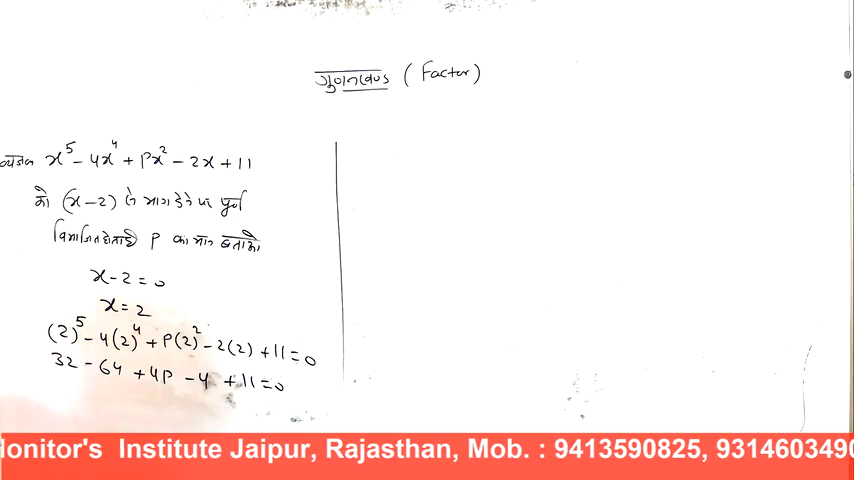 गुणनखण्ड (Factor)
व्यंजक x⁵ - 4x⁴ + Px² - 2x + 11
को (x-2) से भाग देने पर पूर्ण
विभाजित होता है P का मान बताओ
x - 2 = 0
x = 2
(2)⁵ - 4(2)⁴ + P(2)² - 2(2) + 11 = 0
32 - 64 + 4P - 4 + 11 = 0
Monitor's Institute Jaipur, Rajasthan, Mob. : 9413590825, 9314603490